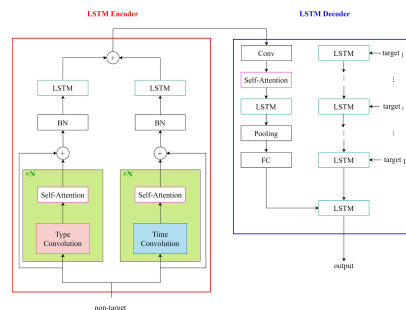 LSTM Encoder
LSTM Decoder
+
LSTM
LSTM
BN
BN
+
+
×N
Self-Attention
Type
Convolution
×N
Self-Attention
Time
Convolution
non-target
Conv
Self-Attention
LSTM
Pooling
FC
LSTM
target
LSTM
target
LSTM
target T
LSTM
output